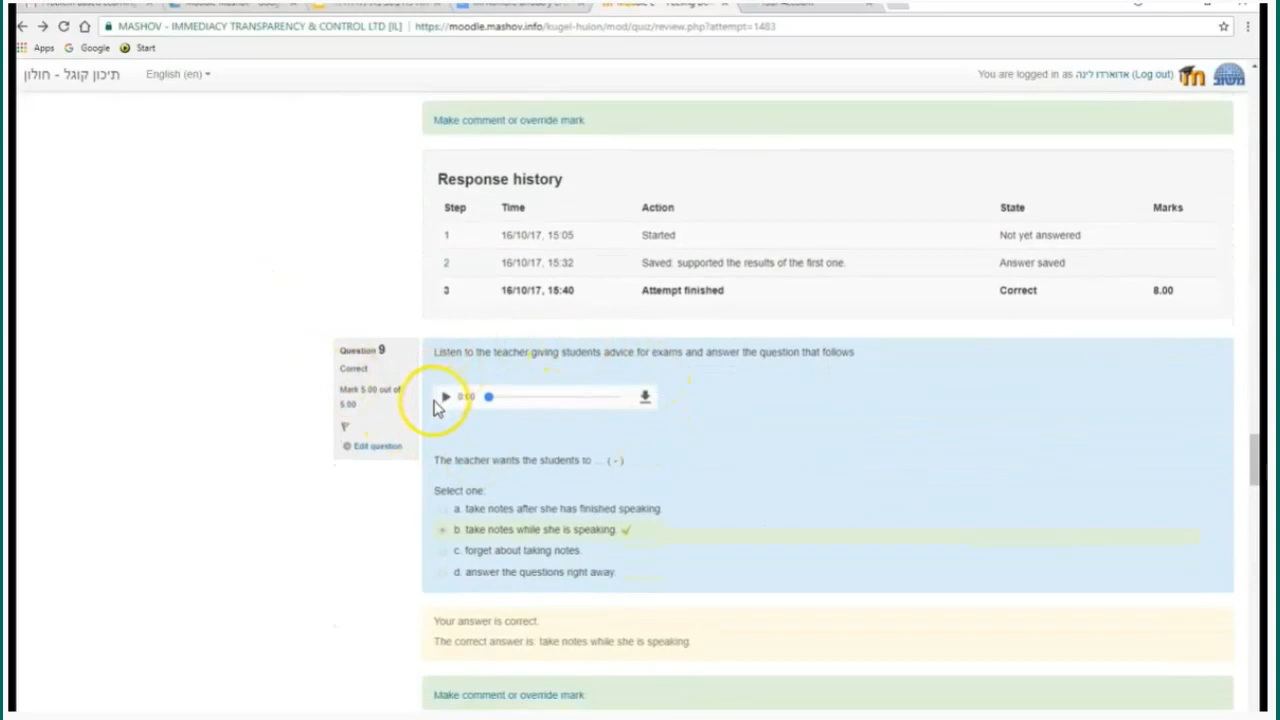 MASHOV - IMMEDIACY TRANSPARENCY & CONTROL LTD [IL] https://moodle.mashov.info/kugel-hulon/mod/quiz/review.php?attempt=1483
Apps Google Start
תיכון קוגל - חולון English (en) You are logged in as אדוארדו לינה (Log out) משוב
Make comment or override mark
Response history
Step Time Action State Marks
1 16/10/17, 15:05 Started Not yet answered
2 16/10/17, 15:32 Saved: supported the results of the first one. Answer saved
3 16/10/17, 15:40 Attempt finished Correct 8.00
Question 9
Correct
Mark 5.00 out of
5.00
Edit question
Listen to the teacher giving students advice for exams and answer the question that follows
0:00
The teacher wants the students to ... ( - )
Select one:
a. take notes after she has finished speaking.
b. take notes while she is speaking.
c. forget about taking notes.
d. answer the questions right away.
Your answer is correct.
The correct answer is: take notes while she is speaking.
Make comment or override mark